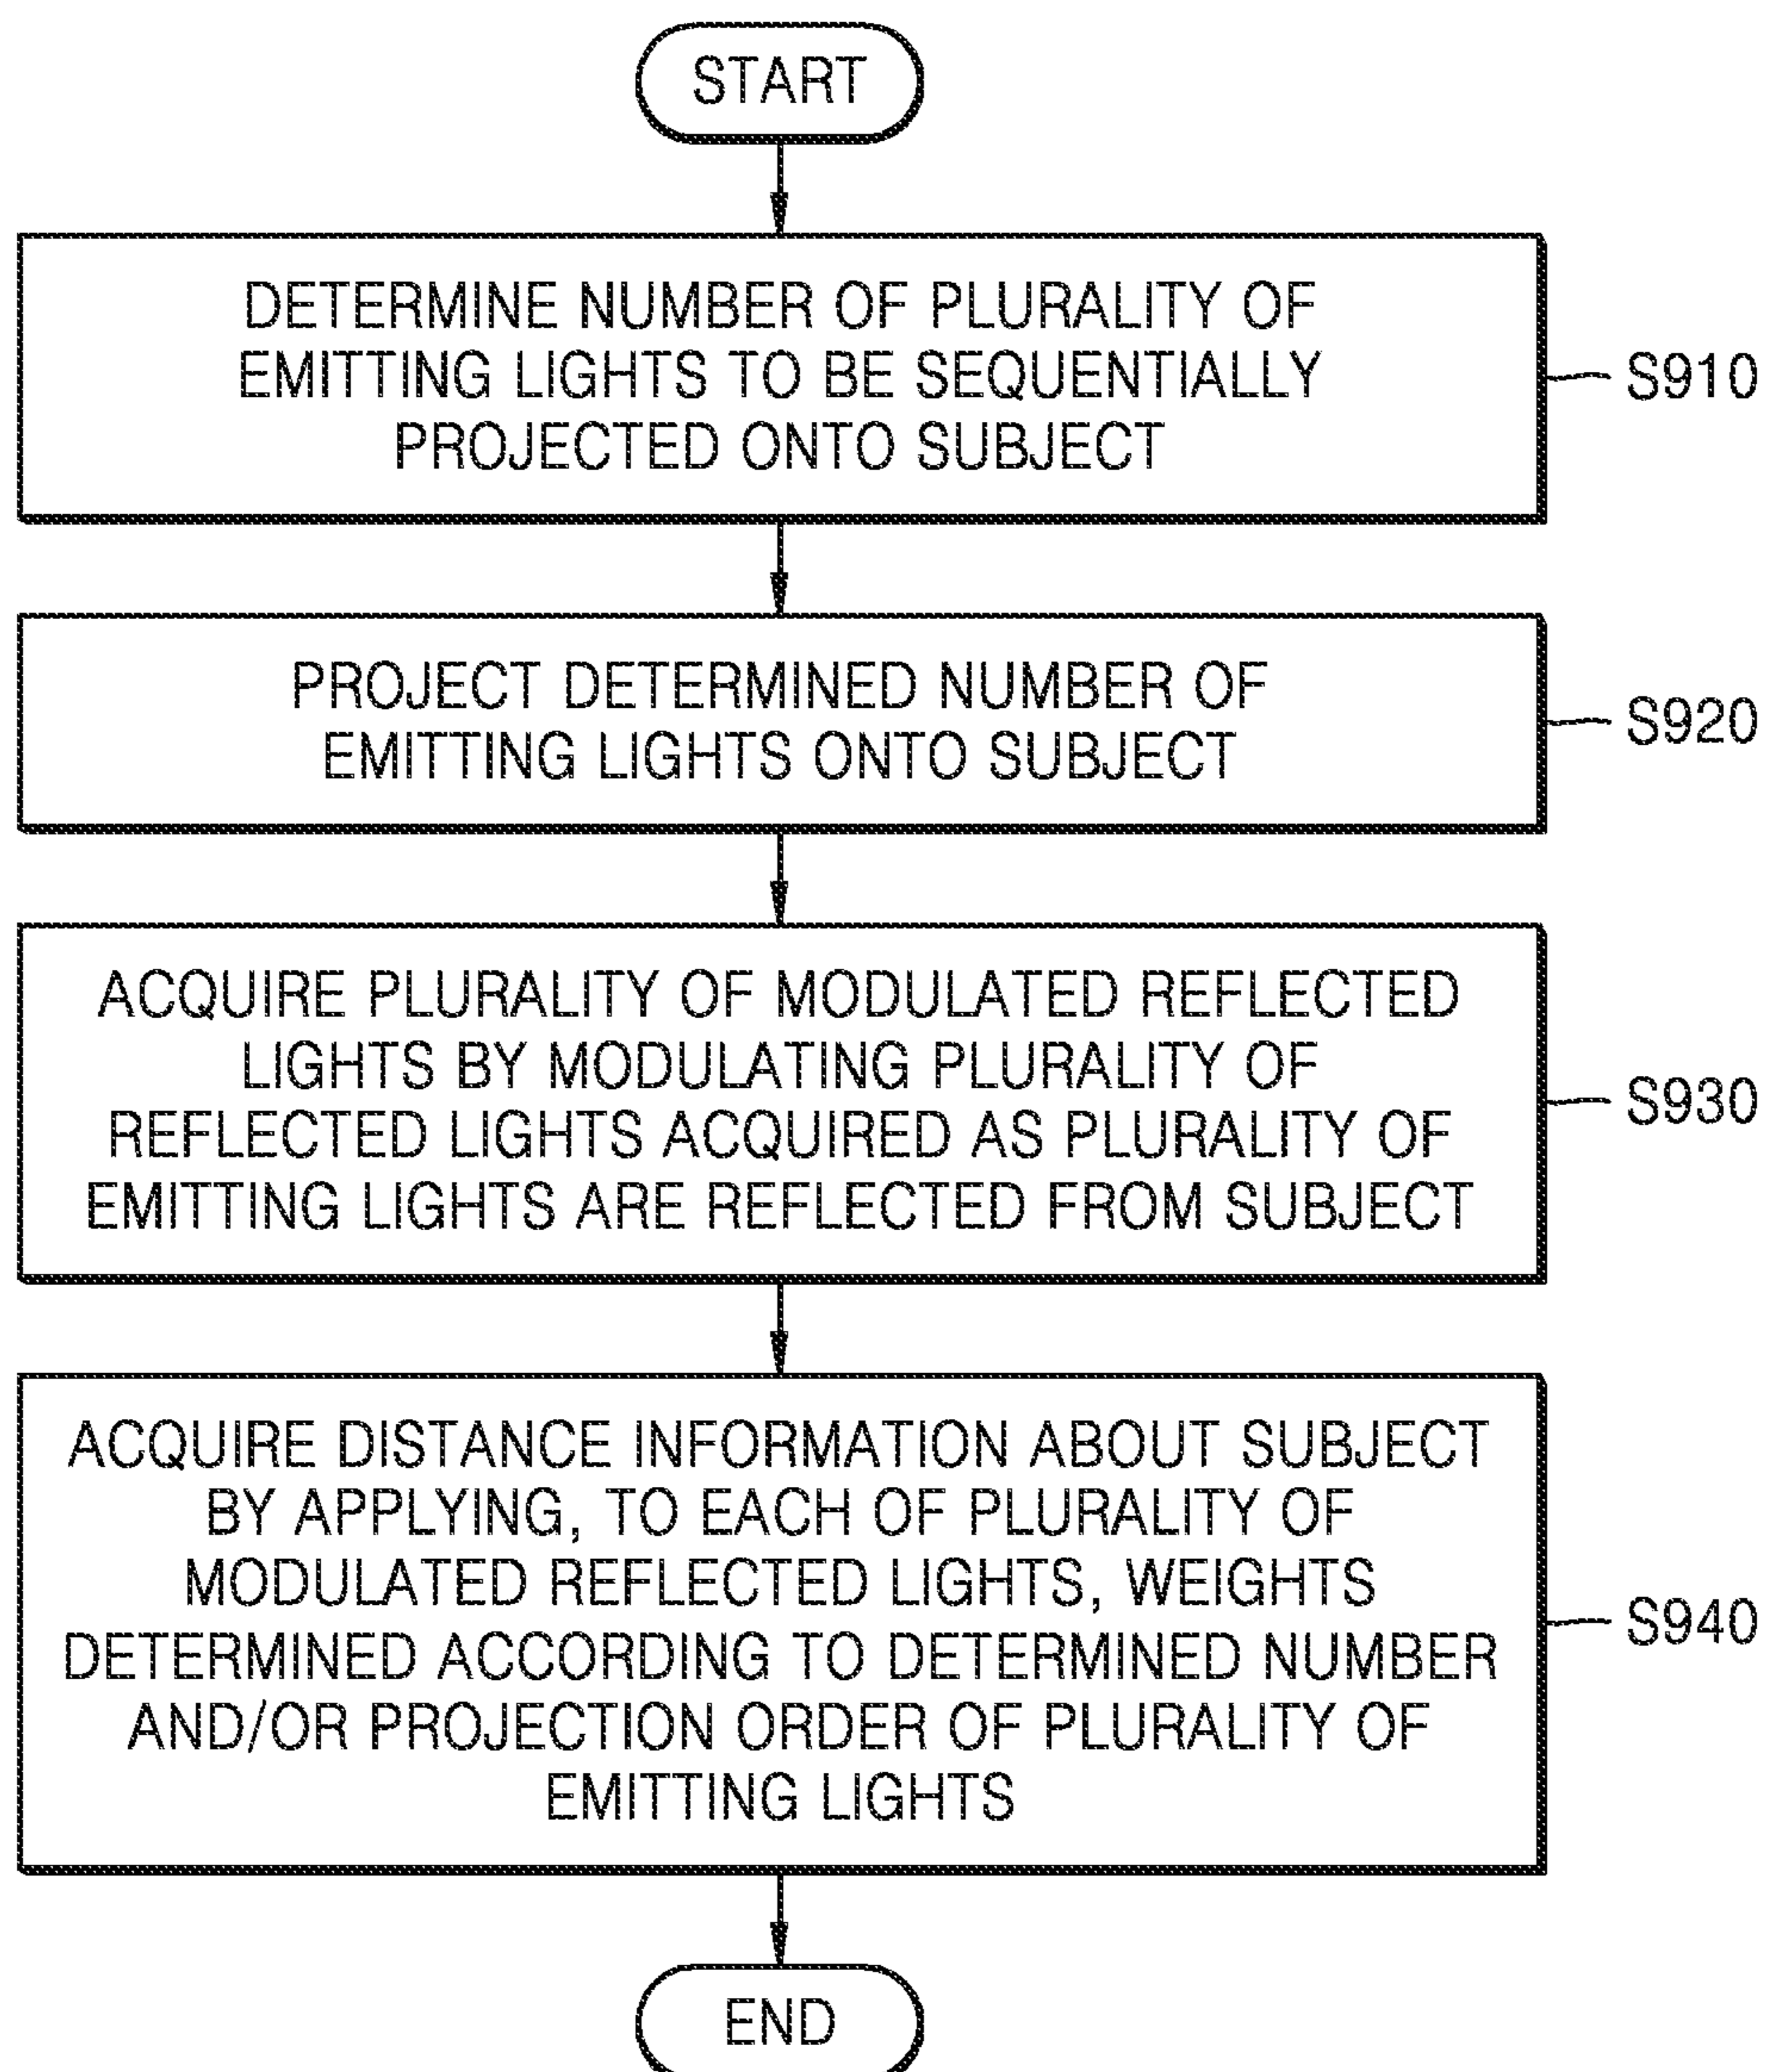 START
DETERMINE NUMBER OF PLURALITY OF
EMITTING LIGHTS TO BE SEQUENTIALLY
PROJECTED ONTO SUBJECT
S910
PROJECT DETERMINED NUMBER OF
EMITTING LIGHTS ONTO SUBJECT
S920
ACQUIRE PLURALITY OF MODULATED REFLECTED
LIGHTS BY MODULATING PLURALITY OF
REFLECTED LIGHTS ACQUIRED AS PLURALITY OF
EMITTING LIGHTS ARE REFLECTED FROM SUBJECT
S930
ACQUIRE DISTANCE INFORMATION ABOUT SUBJECT
BY APPLYING, TO EACH OF PLURALITY OF
MODULATED REFLECTED LIGHTS, WEIGHTS
DETERMINED ACCORDING TO DETERMINED NUMBER
AND/OR PROJECTION ORDER OF PLURALITY OF
EMITTING LIGHTS
S940
END